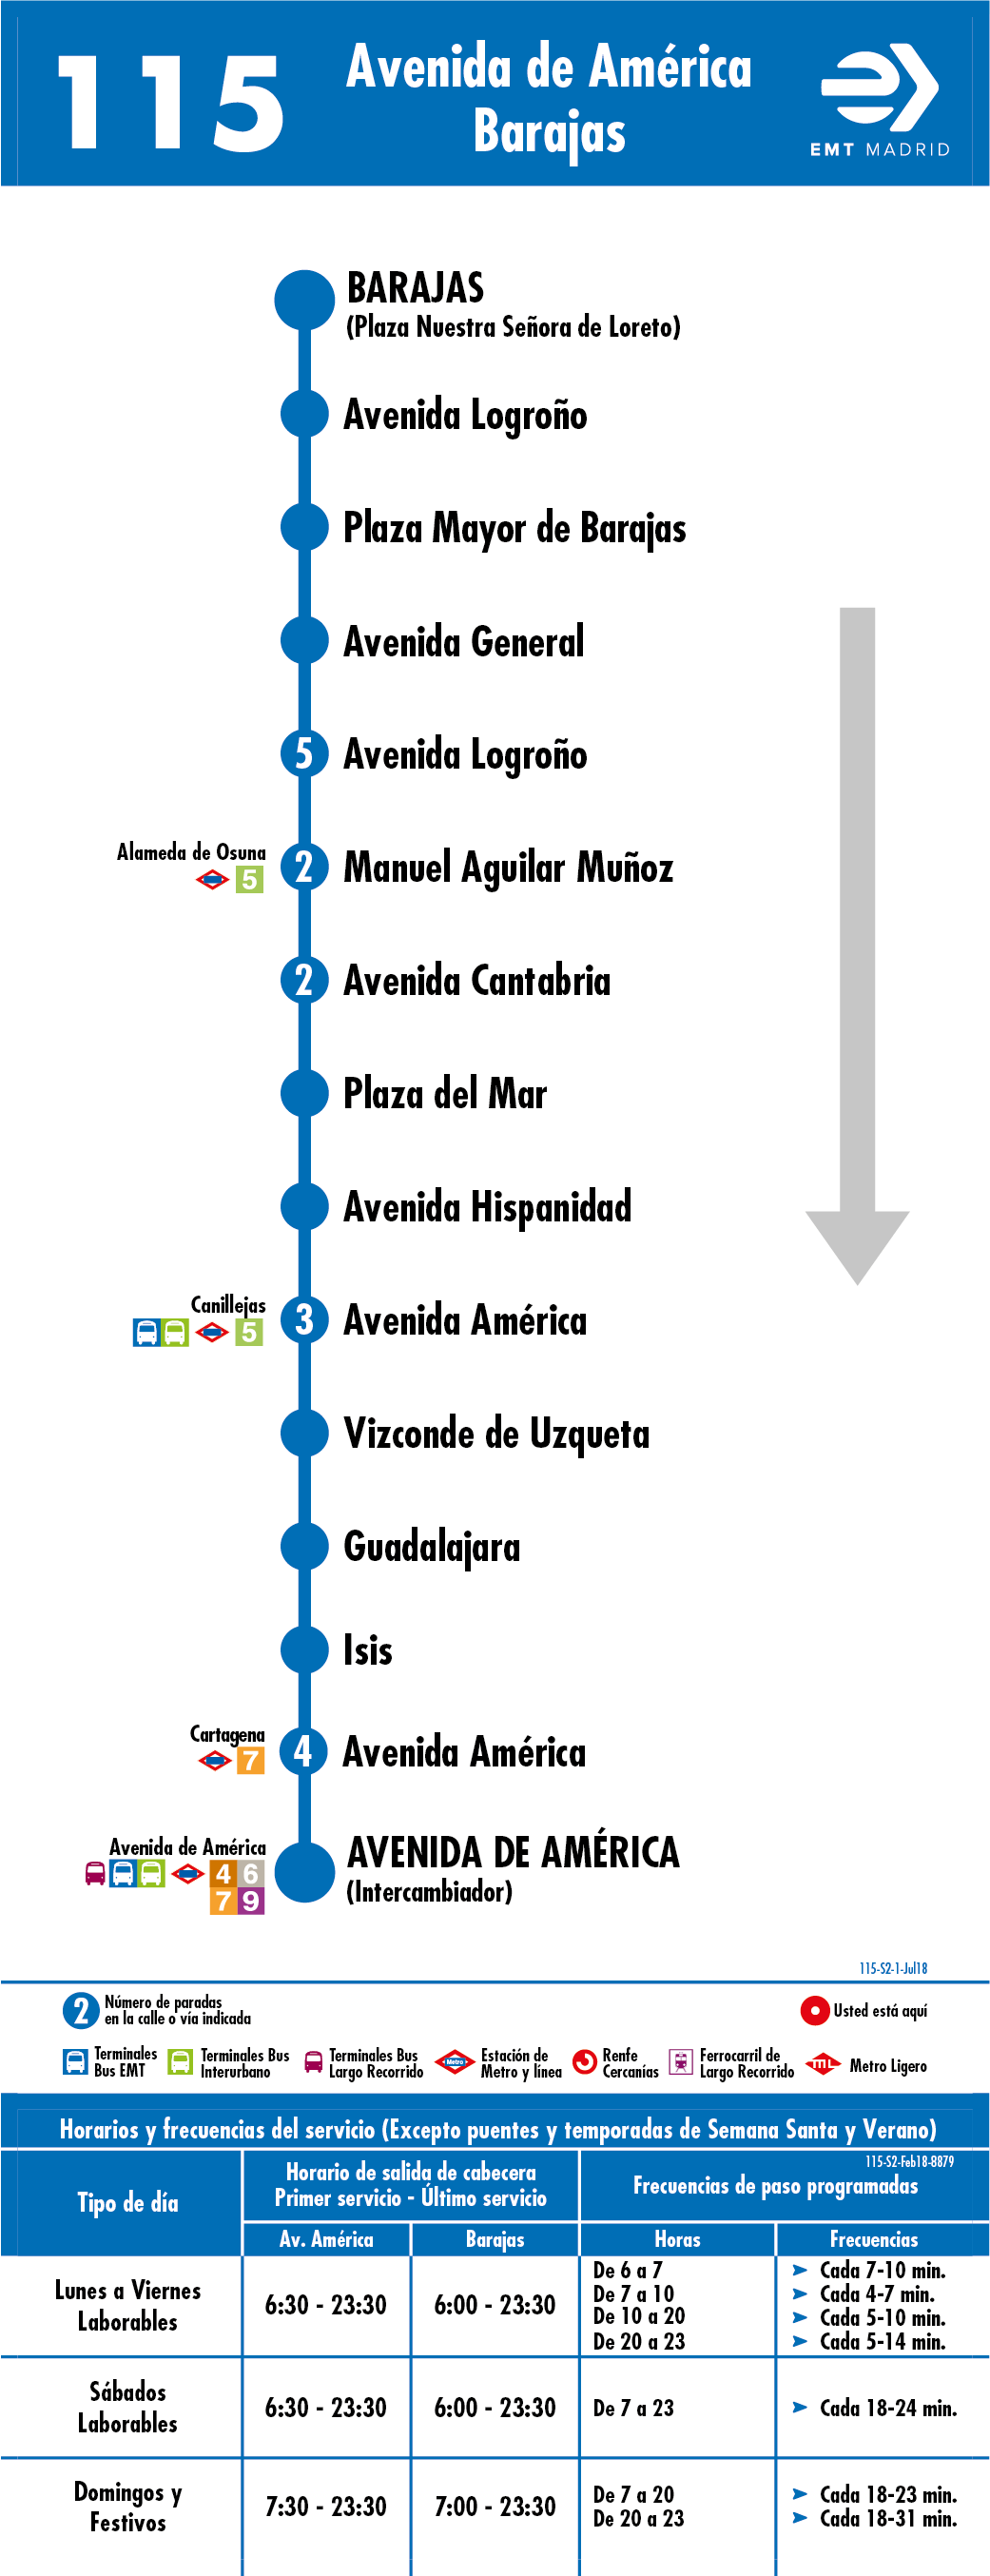 115
Avenida de América
Barajas
EMT MADRID
BARAJAS
(Plaza Nuestra Señora de Loreto)
Avenida Logroño
Plaza Mayor de Barajas
Avenida General
5 Avenida Logroño
Alameda de Osuna
5
2 Manuel Aguilar Muñoz
2 Avenida Cantabria
Plaza del Mar
Avenida Hispanidad
Canillejas
5
3 Avenida América
Vizconde de Uzqueta
Guadalajara
Isis
Cartagena
7
4 Avenida América
Avenida de América
4 6
7 9
AVENIDA DE AMÉRICA
(Intercambiador)
115-S2-1-Jul18
2 Número de paradas
en la calle o vía indicada
Usted está aquí
Terminales
Bus EMT
Terminales Bus
Interurbano
Terminales Bus
Largo Recorrido
Metro
Estación de
Metro y línea
Renfe
Cercanías
Ferrocarril de
Largo Recorrido
ML
Metro Ligero
Horarios y frecuencias del servicio (Excepto puentes y temporadas de Semana Santa y Verano)
115-S2-Feb18-8879
Tipo de día
Horario de salida de cabecera
Primer servicio - Último servicio
Frecuencias de paso programadas
Av. América
Barajas
Horas
Frecuencias
Lunes a Viernes
Laborables
6:30 - 23:30
6:00 - 23:30
De 6 a 7 ➤ Cada 7-10 min.
De 7 a 10 ➤ Cada 4-7 min.
De 10 a 20 ➤ Cada 5-10 min.
De 20 a 23 ➤ Cada 5-14 min.
Sábados
Laborables
6:30 - 23:30
6:00 - 23:30
De 7 a 23 ➤ Cada 18-24 min.
Domingos y
Festivos
7:30 - 23:30
7:00 - 23:30
De 7 a 20 ➤ Cada 18-23 min.
De 20 a 23 ➤ Cada 18-31 min.